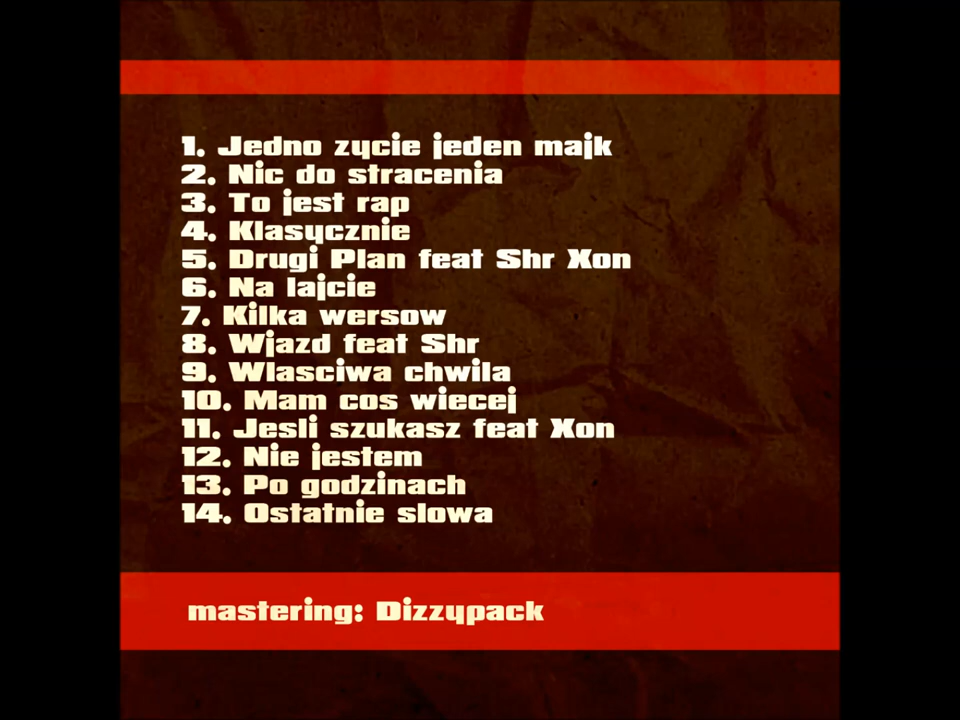 1. Jedno zycie jeden majk
2. Nic do stracenia
3. To jest rap
4. Klasycznie
5. Drugi Plan feat Shr Xon
6. Na lajcie
7. Kilka wersow
8. Wjazd feat Shr
9. Wlasciwa chwila
10. Mam cos wiecej
11. Jesli szukasz feat Xon
12. Nie jestem
13. Po godzinach
14. Ostatnie slowa
mastering: Dizzypack